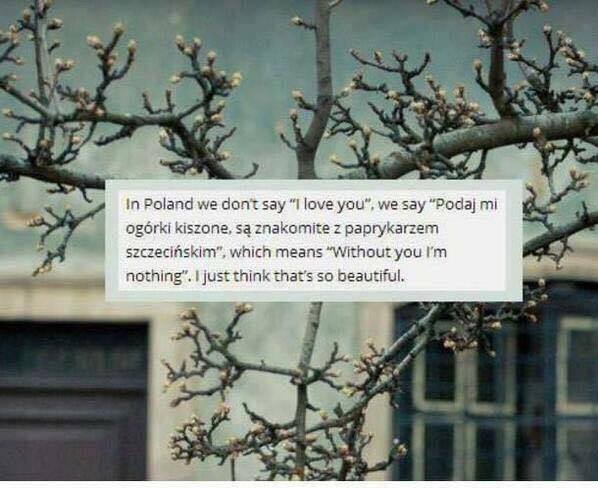 In Poland we don't say "I love you", we say "Podaj mi
ogórki kiszone, są znakomite z paprykarzem
szczecińskim", which means "Without you I'm
nothing". I just think that's so beautiful.